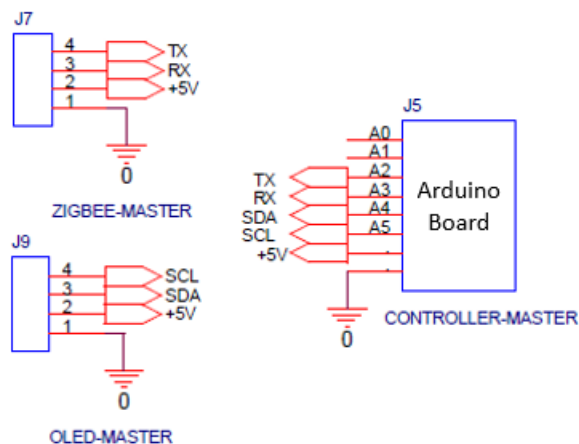 J7
4 TX
3 RX
2 +5V
1
0
ZIGBEE-MASTER
J9
4 SCL
3 SDA
2 +5V
1
0
OLED-MASTER
J5
A0
A1
TX A2
RX A3
SDA A4
SCL A5
+5V
Arduino
Board
0
CONTROLLER-MASTER